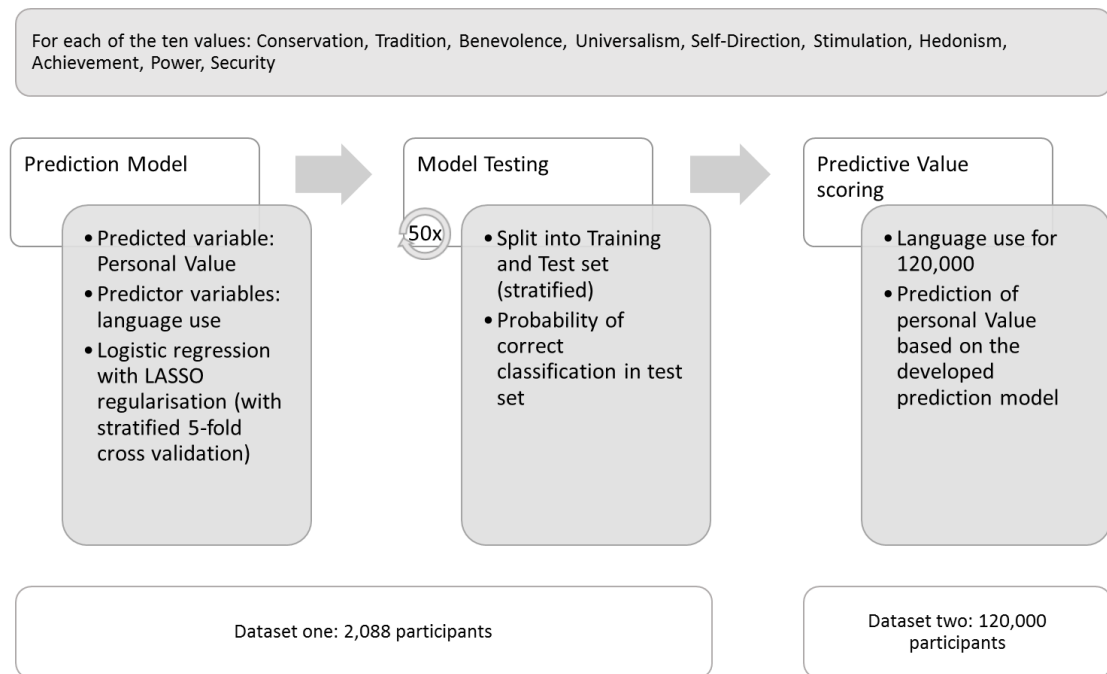 For each of the ten values: Conservation, Tradition, Benevolence, Universalism, Self-Direction, Stimulation, Hedonism,
Achievement, Power, Security
Prediction Model
• Predicted variable:
Personal Value
• Predictor variables:
language use
• Logistic regression
with LASSO
regularisation (with
stratified 5-fold
cross validation)
Model Testing
50x
• Split into Training
and Test set
(stratified)
• Probability of
correct
classification in test
set
Predictive Value
scoring
• Language use for
120,000
• Prediction of
personal Value
based on the
developed
prediction model
Dataset one: 2,088 participants
Dataset two: 120,000
participants